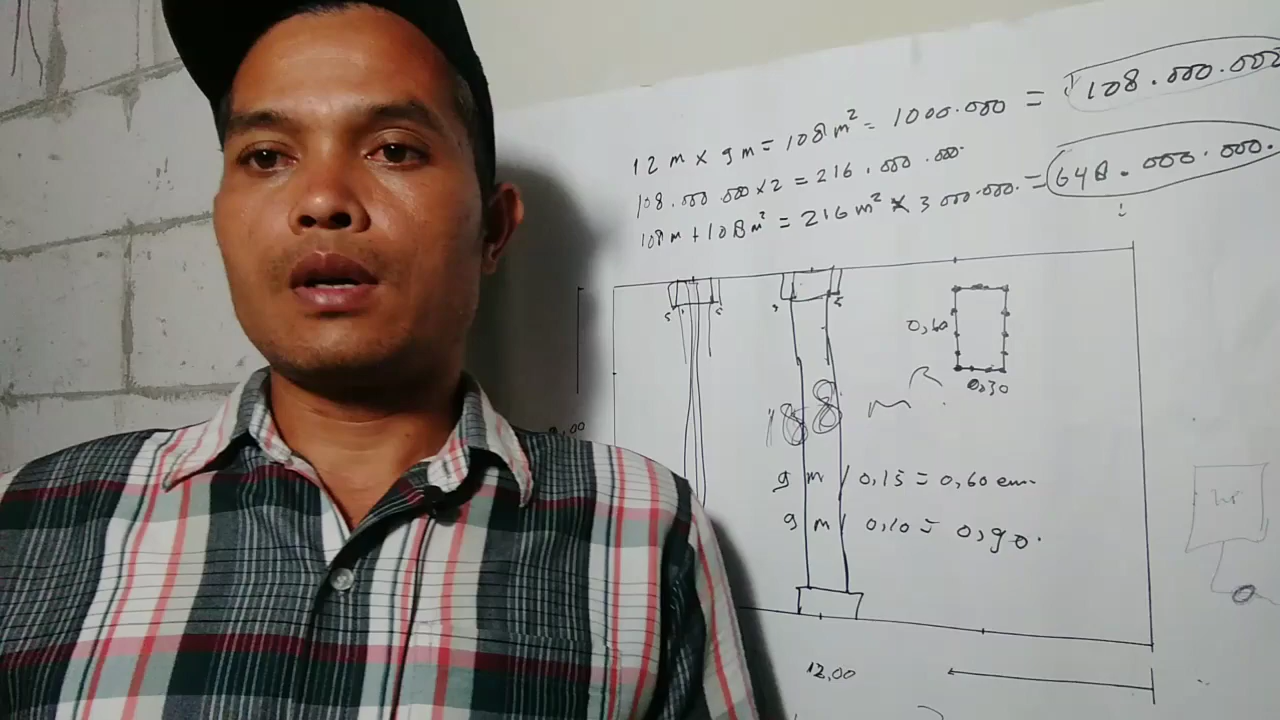 12 m x 9 m = 108 m² = 1000.000 = 108.000.000
108.000.000 x 2 = 216.000.000.
108 m + 108 m² = 216 m² x 3 000.000. = 648.000.000.
0,60
0,30
9,00
9 m / 0,15 = 0,60 cm.
9 m / 0,10 = 0,90.
12,00